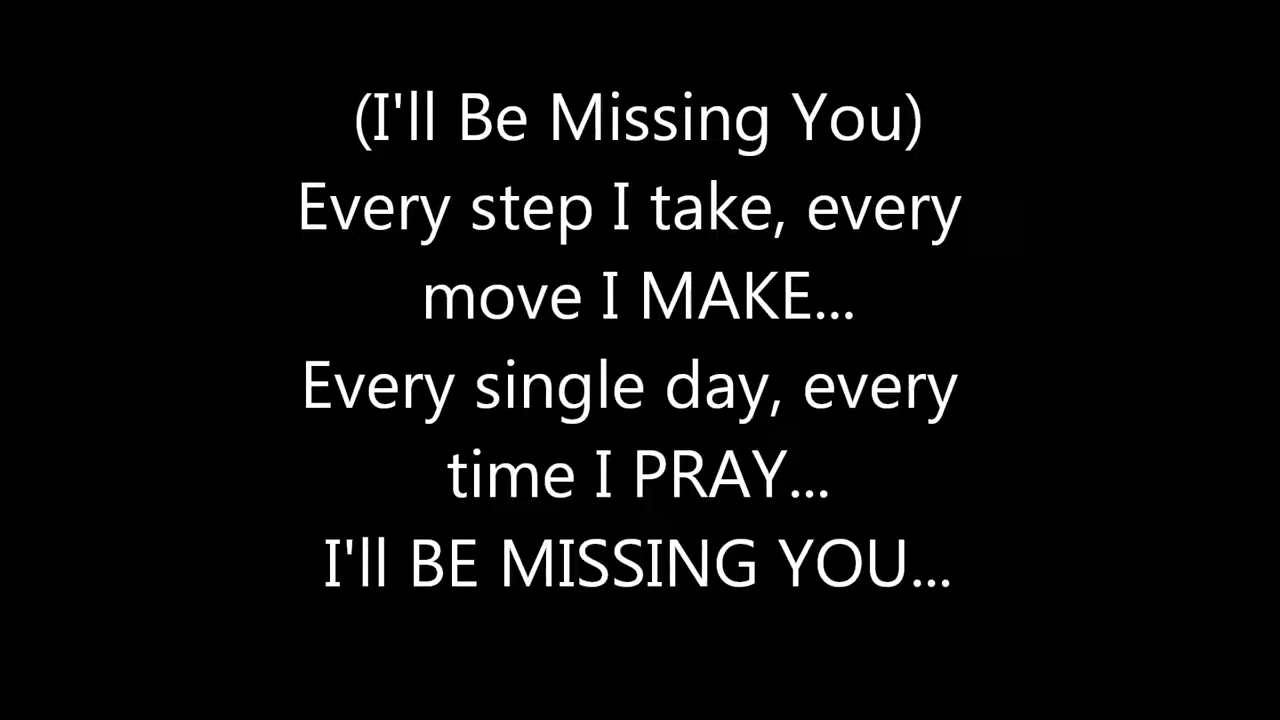 (I'll Be Missing You)
Every step I take, every
move I MAKE...
Every single day, every
time I PRAY...
I'll BE MISSING YOU...